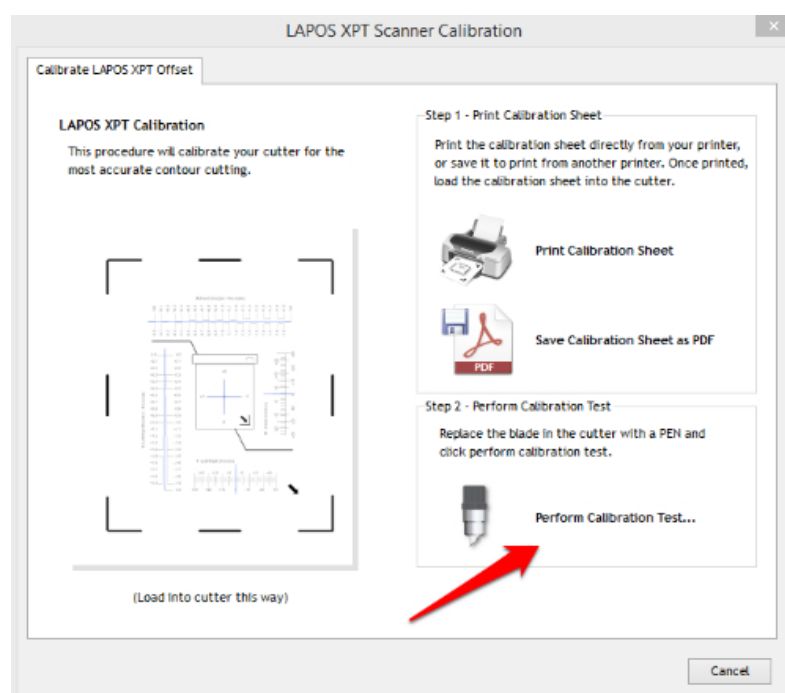 LAPOS XPT Scanner Calibration
Calibrate LAPOS XPT Offset
LAPOS XPT Calibration
This procedure will calibrate your cutter for the
most accurate contour cutting.
(Load into cutter this way)
Step 1 - Print Calibration Sheet
Print the calibration sheet directly from your printer,
or save it to print from another printer. Once printed,
load the calibration sheet into the cutter.
Print Calibration Sheet
PDF
Save Calibration Sheet as PDF
Step 2 - Perform Calibration Test
Replace the blade in the cutter with a PEN and
click perform calibration test.
Perform Calibration Test...
Cancel